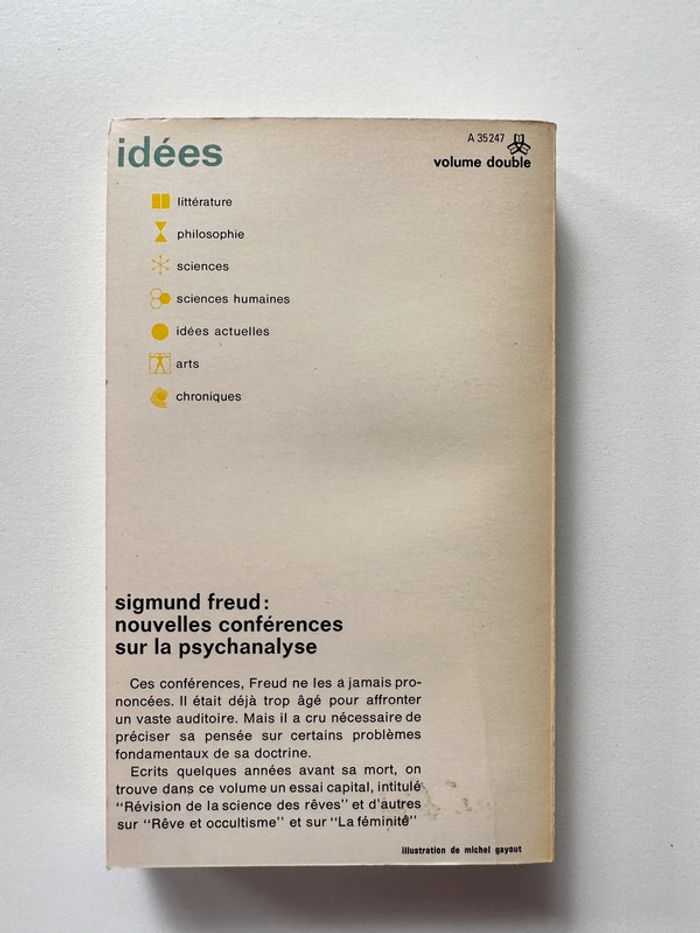 idées
A 35247
volume double
littérature
philosophie
sciences
sciences humaines
idées actuelles
arts
chroniques
sigmund freud:
nouvelles conférences
sur la psychanalyse
Ces conférences, Freud ne les a jamais pro-
noncées. Il était déjà trop âgé pour affronter
un vaste auditoire. Mais il a cru nécessaire de
préciser sa pensée sur certains problèmes
fondamentaux de sa doctrine.
Ecrits quelques années avant sa mort, on
trouve dans ce volume un essai capital, intitulé
"Révision de la science des rêves" et d'autres
sur "Rêve et occultisme" et sur "La féminité"
illustration de michel gayout